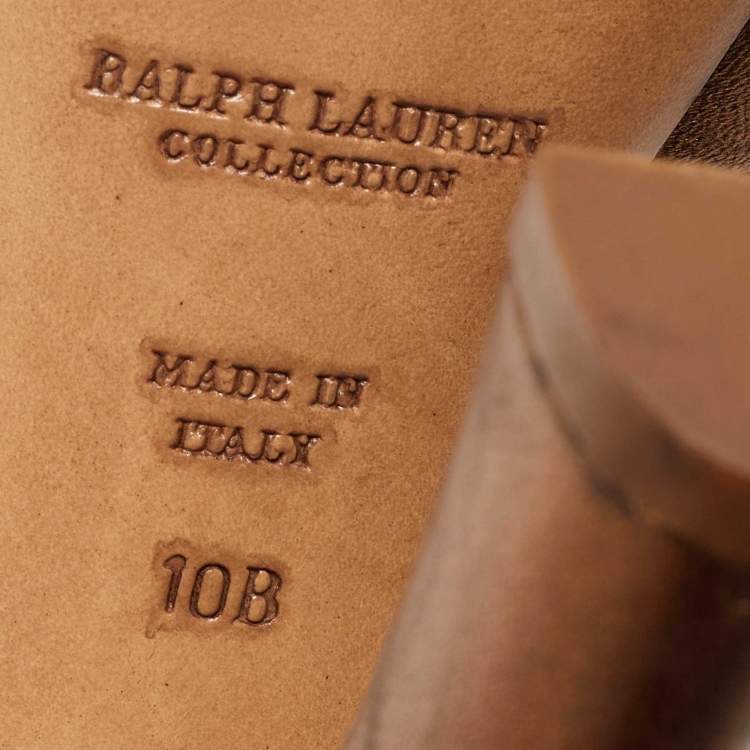 RALPH LAUREN
COLLECTION
MADE IN
ITALY
10B